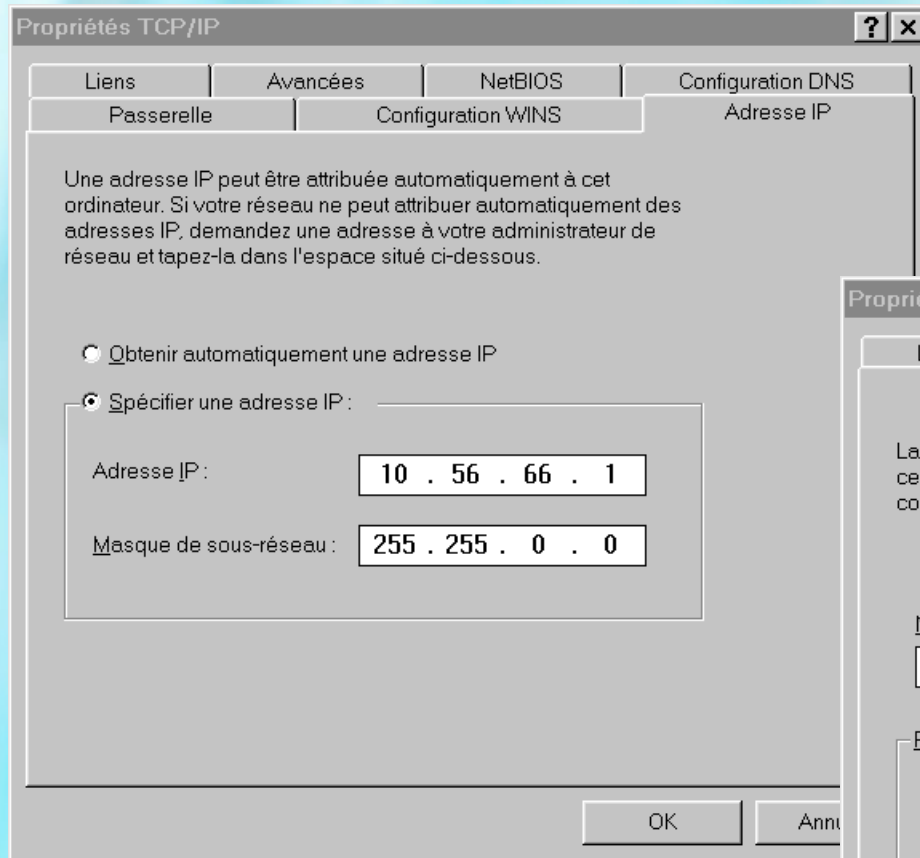 Propriétés TCP/IP
Liens Avancées NetBIOS Configuration DNS
Passerelle Configuration WINS Adresse IP
Une adresse IP peut être attribuée automatiquement à cet
ordinateur. Si votre réseau ne peut attribuer automatiquement des
adresses IP, demandez une adresse à votre administrateur de
réseau et tapez-la dans l'espace situé ci-dessous.
Obtenir automatiquement une adresse IP
Spécifier une adresse IP :
Adresse IP : 10 . 56 . 66 . 1
Masque de sous-réseau : 255 . 255 . 0 . 0
OK